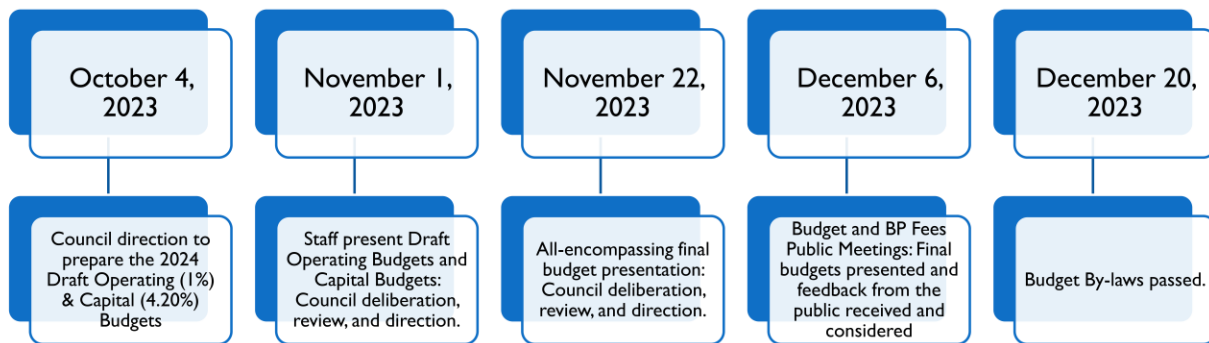 October 4,
2023
Council direction to
prepare the 2024
Draft Operating (1%)
& Capital (4.20%)
Budgets
November 1,
2023
Staff present Draft
Operating Budgets and
Capital Budgets:
Council deliberation,
review, and direction.
November 22,
2023
All-encompassing final
budget presentation:
Council deliberation,
review, and direction.
December 6,
2023
Budget and BP Fees
Public Meetings: Final
budgets presented and
feedback from the
public received and
considered
December 20,
2023
Budget By-laws passed.